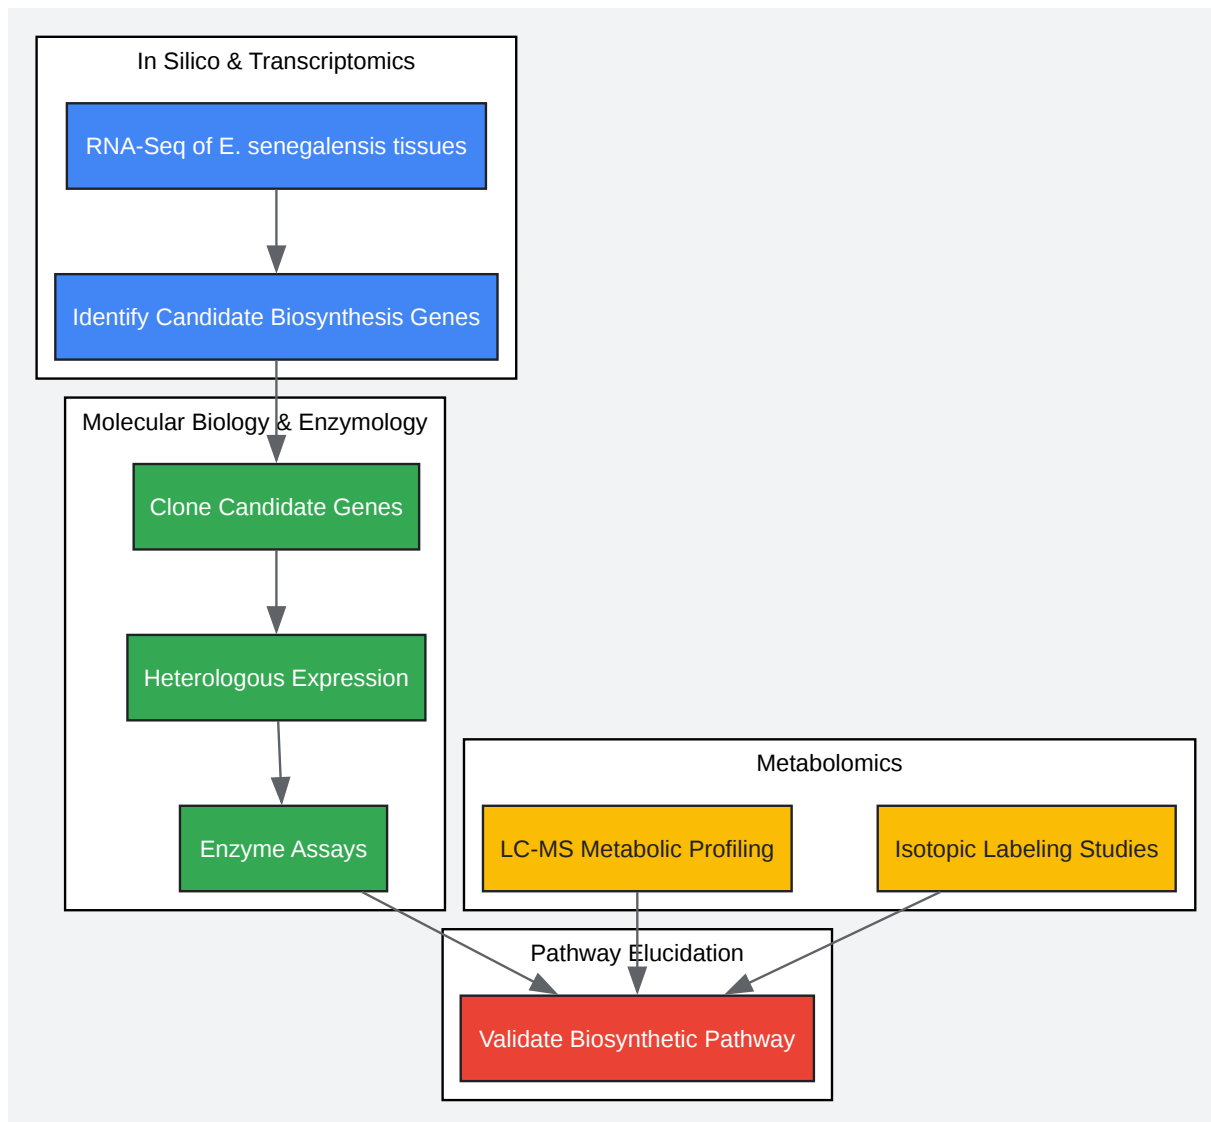 In Silico & Transcriptomics
RNA-Seq of E. senegalensis tissues
Identify Candidate Biosynthesis Genes
Molecular Biology & Enzymology
Clone Candidate Genes
Heterologous Expression
Enzyme Assays
Metabolomics
LC-MS Metabolic Profiling
Isotopic Labeling Studies
Pathway Elucidation
Validate Biosynthetic Pathway